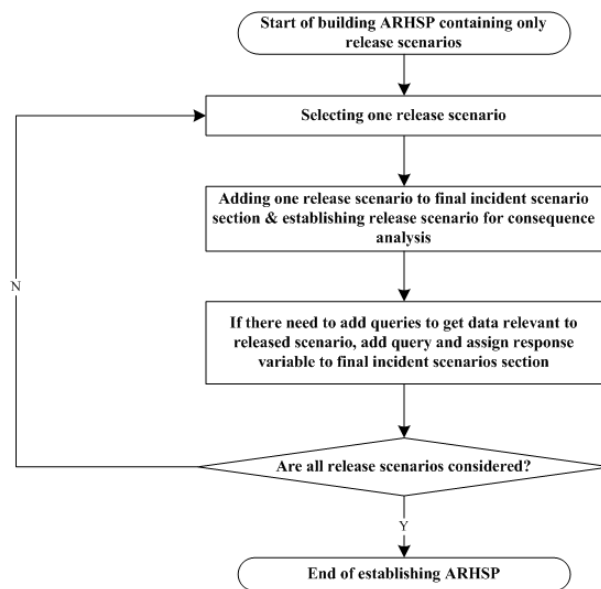 Start of building ARHSP containing only
release scenarios
Selecting one release scenario
Adding one release scenario to final incident scenario
section & establishing release scenario for consequence
analysis
N
If there need to add queries to get data relevant to
released scenario, add query and assign response
variable to final incident scenarios section
Are all release scenarios considered?
Y
End of establishing ARHSP